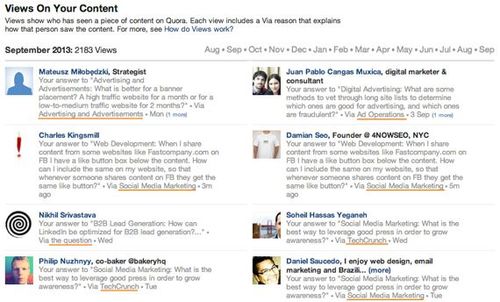 Views On Your Content
Views show who has seen a piece of content on Quora. Each view includes a Via reason that explains
how that person saw the content. For more, see How do Views work?
September 2013: 2183 Views
Aug • Sep • Oct • Nov • Dec • Jan • Feb • Mar • Apr • May • Jun • Jul • Aug • Sep
Mateusz Miłobędzki, Strategist
Your answer to "Advertising and
Advertisements: What is better for a banner
placement? A high traffic website for a month or for a
low-to-medium traffic website for 2 months?" • Via
Advertising and Advertisements • Mon (1 more)
Juan Pablo Cangas Muxica, digital marketer &
consultant
Your answer to "Digital Advertising: What are some
methods to vet through long site lists to determine
which ones are good for advertising, and which ones
are fraudulent?" • Via Ad Operations • 3 Sep (1 more)
Charles Kingsmill
Your answer to "Web Development: When I share
content from some websites like Fastcompany.com on
FB I have a like button box below the content. How
can I include the same on my website, so that
whenever someone shares content on FB they get the
same like button?" • Via Social Media Marketing • 5m
ago
Damian Seo, Founder @ 4NOWSEO, NYC
Your answer to "Web Development: When I share
content from some websites like Fastcompany.com on
FB I have a like button box below the content. How
can I include the same on my website, so that
whenever someone shares content on FB they get the
same like button?" • Via Social Media Marketing • 5m
ago
Nikhil Srivastava
Your answer to "B2B Lead Generation: How can
LinkedIn be optimized for B2B lead generation?..." •
Via the question • Wed
Soheil Hassas Yeganeh
Your answer to "Social Media Marketing: What is the
best way to leverage good press in order to grow
awareness?" • Via TechCrunch • Wed
Philip Nuzhnyy, co-baker @bakeryhq
Your answer to "Social Media Marketing: What is the
best way to leverage good press in order to grow
awareness?" • Via TechCrunch • Tue
Daniel Saucedo, I enjoy web design, email
marketing and Brazili... (more)
Your answer to "Social Media Marketing: What is the
best way to leverage good press in order to grow
awareness?" • Via TechCrunch • Tue